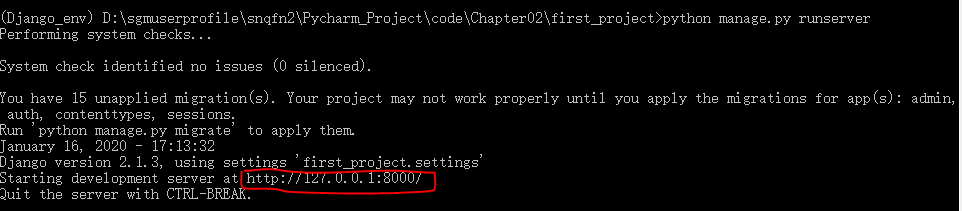 (Django_env) D:\sgmuserprofile\snqfn2\Pycharm_Project\code\Chapter02\first_project>python manage.py runserver
Performing system checks...
System check identified no issues (0 silenced).
You have 15 unapplied migration(s). Your project may not work properly until you apply the migrations for app(s): admin,
auth, contenttypes, sessions.
Run 'python manage.py migrate' to apply them.
January 16, 2020 - 17:13:32
Django version 2.1.3, using settings 'first_project.settings'
Starting development server at http://127.0.0.1:8000/
Quit the server with CTRL-BREAK.